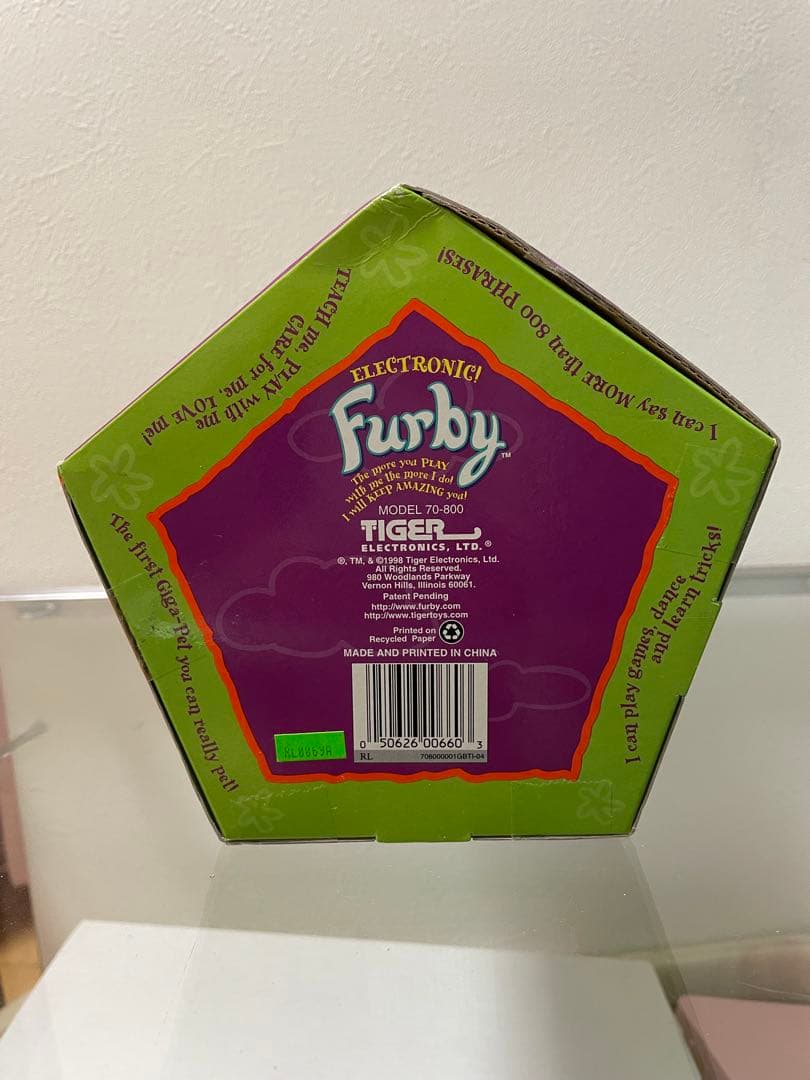 TEACH me, PLAY with me
CARE for me, LOVE me!
I can say MORE than 800 PHRASES!
ELECTRONIC!
Furby™
The more you PLAY
with me the more I do!
I will KEEP AMAZING you!
MODEL 70-800
TIGER
ELECTRONICS, LTD.®
®, TM, & ©1998 Tiger Electronics, Ltd.
All Rights Reserved.
980 Woodlands Parkway
Vernon Hills, Illinois 60061.
Patent Pending
http://www.furby.com
http://www.tigertoys.com
Printed on
Recycled Paper
MADE AND PRINTED IN CHINA
0 50626 00660 3
RL 708000001GBTI-04
RL0069A
The first Giga-Pet you can really pet!
I can play games, dance
and learn tricks!